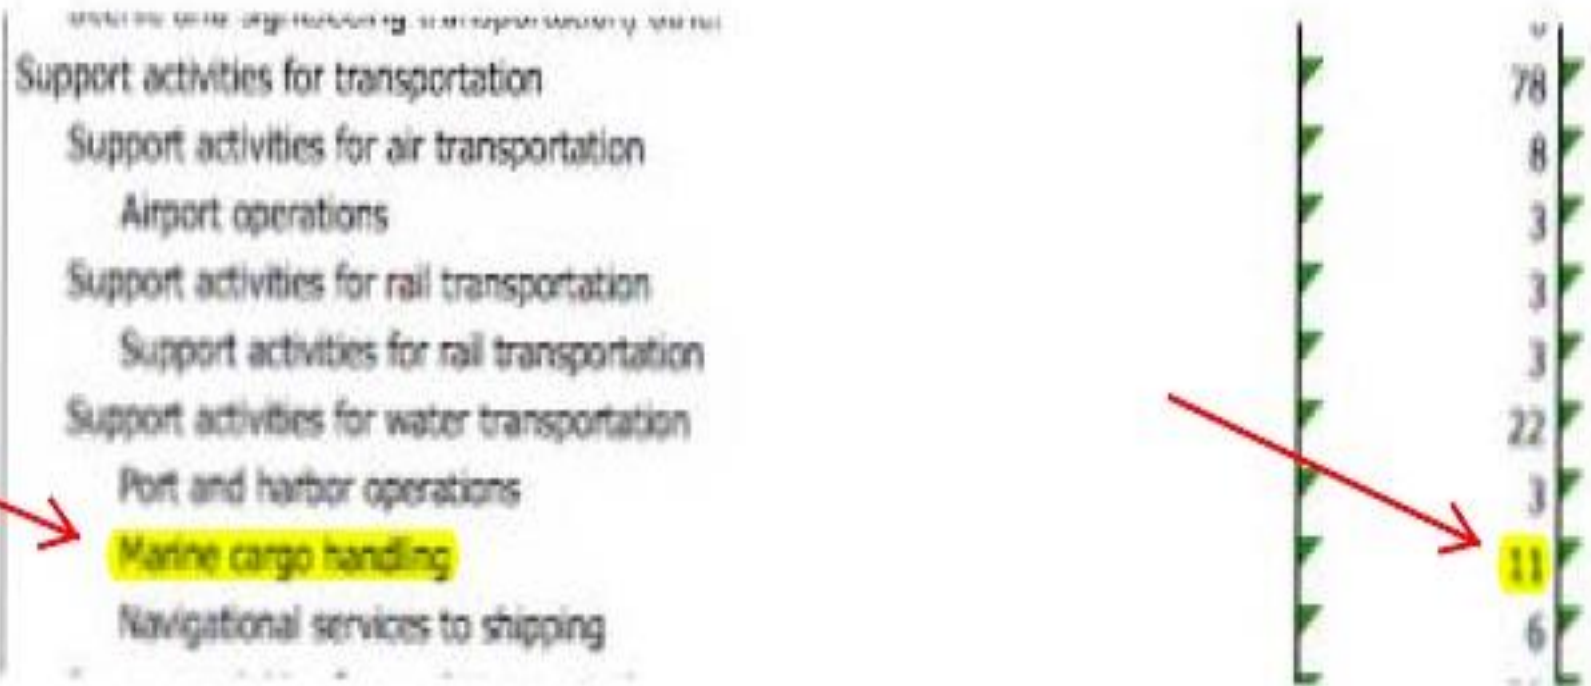 Support activities for transportation 78
Support activities for air transportation 8
Airport operations 3
Support activities for rail transportation 3
Support activities for rail transportation 3
Support activities for water transportation 22
Port and harbor operations 3
Marine cargo handling 11
Navigational services to shipping 6